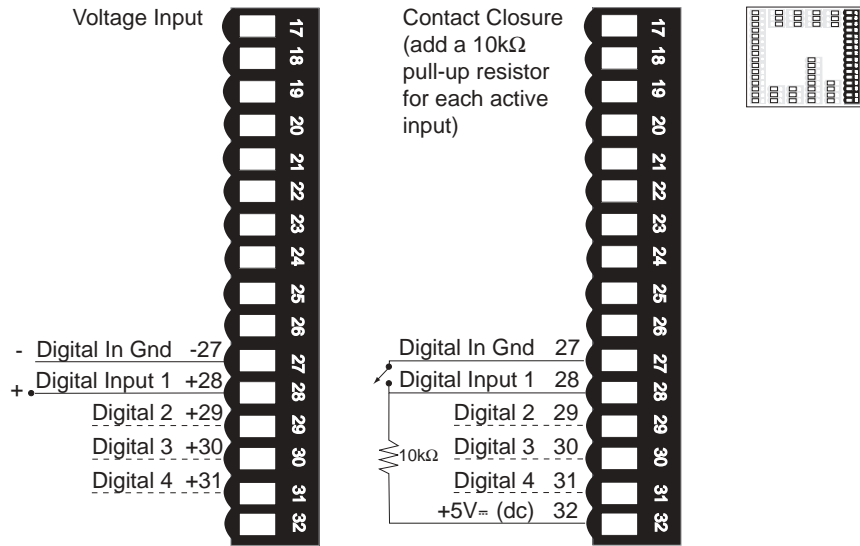 Voltage Input
17
18
19
20
21
22
23
24
25
26
27
28
29
30
31
32
- Digital In Gnd -27
+ Digital Input 1 +28
Digital 2 +29
Digital 3 +30
Digital 4 +31
Contact Closure
(add a 10kΩ
pull-up resistor
for each active
input)
17
18
19
20
21
22
23
24
25
26
27
28
29
30
31
32
Digital In Gnd 27
Digital Input 1 28
Digital 2 29
10kΩ
Digital 3 30
Digital 4 31
+5V⎓ (dc) 32